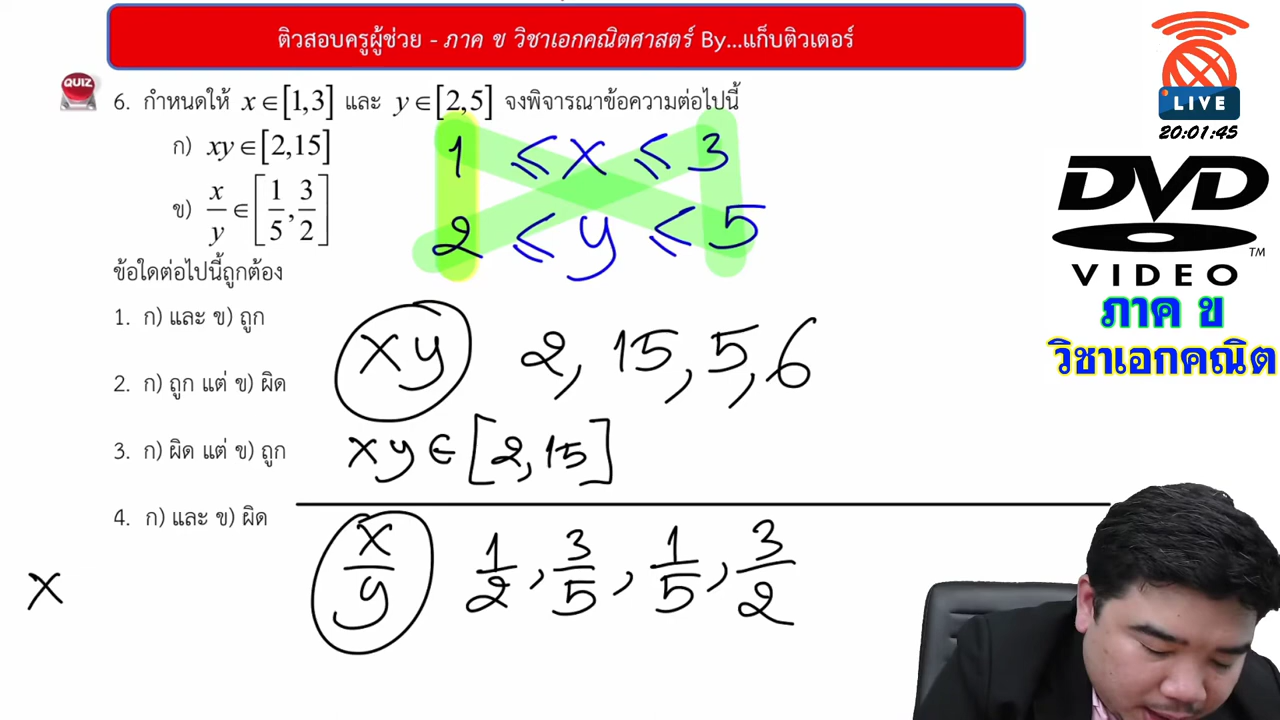 ติวสอบครูผู้ช่วย - ภาค ข วิชาเอกคณิตศาสตร์ By...แก็บติวเตอร์
QUIZ
6. กำหนดให้ x∈[1,3] และ y∈[2,5] จงพิจารณาข้อความต่อไปนี้
ก) xy∈[2,15]
ข) x/y ∈ [1/5, 3/2]
ข้อใดต่อไปนี้ถูกต้อง
1. ก) และ ข) ถูก
2. ก) ถูก แต่ ข) ผิด
3. ก) ผิด แต่ ข) ถูก
4. ก) และ ข) ผิด
1 ≤ x ≤ 3
2 ≤ y ≤ 5
xy 2, 15, 5, 6
xy∈[2,15]
x/y 1/2, 3/5, 1/5, 3/2
x
LIVE
20:01:45
DVD
VIDEO
TM
ภาค ข
วิชาเอกคณิต